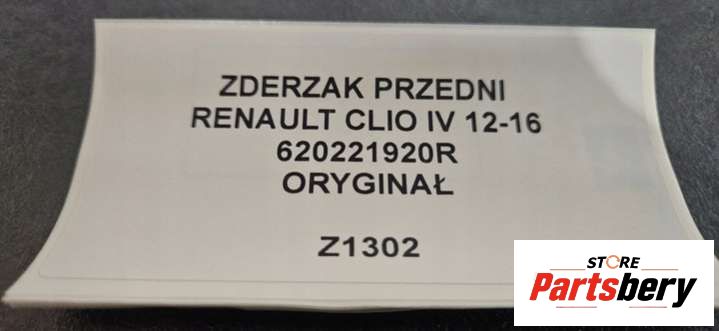 ZDERZAK PRZEDNI
RENAULT CLIO IV 12-16
620221920R
ORYGINAŁ
Z1302
STORE
Partsbery